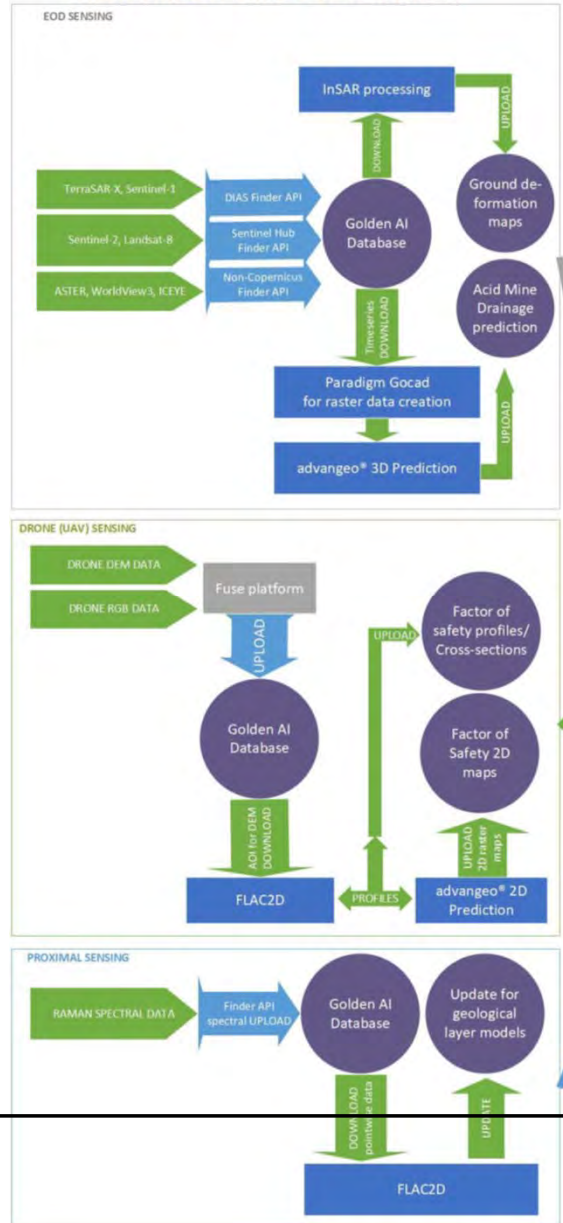 EOD SENSING
InSAR processing
UPLOAD
DOWNLOAD
TerraSAR-X, Sentinel-1
DIAS Finder API
Ground de-
formation
maps
Golden AI
Database
Sentinel-2, Landsat-8
Sentinel Hub
Finder API
ASTER, WorldView3, ICEYE
Non-Copernicus
Finder API
Acid Mine
Drainage
prediction
Timeseries
DOWNLOAD
Paradigm Gocad
for raster data creation
UPLOAD
advangeo® 3D Prediction
DRONE (UAV) SENSING
DRONE DEM DATA
Fuse platform
DRONE RGB DATA
UPLOAD
UPLOAD
Factor of
safety profiles/
Cross-sections
Golden AI
Database
Factor of
Safety 2D
maps
AOI for DEM
DOWNLOAD
UPLOAD
2D raster
maps
FLAC2D
PROFILES
advangeo® 2D
Prediction
PROXIMAL SENSING
RAMAN SPECTRAL DATA
Finder API
spectral UPLOAD
Golden AI
Database
Update for
geological
layer models
DOWNLOAD
pointwise data
UPDATE
FLAC2D